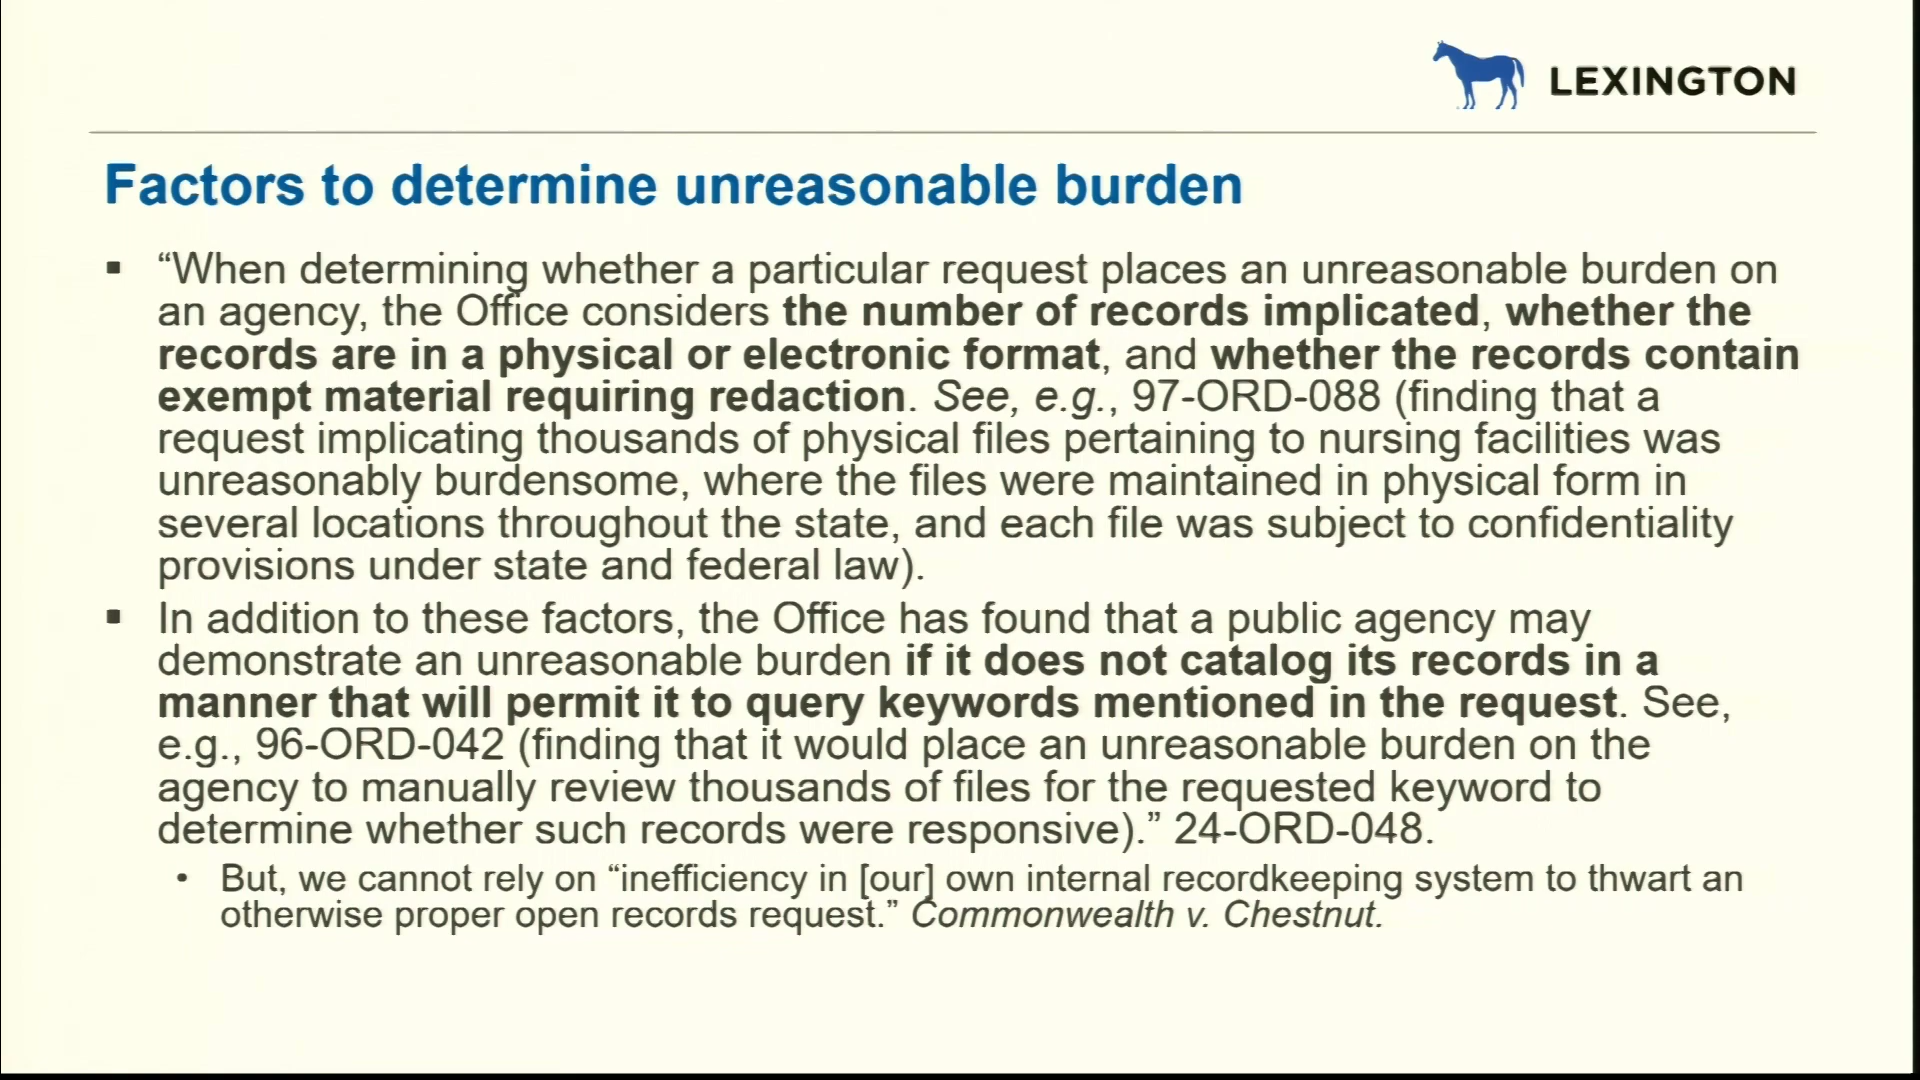 LEXINGTON
Factors to determine unreasonable burden
▪ “When determining whether a particular request places an unreasonable burden on
an agency, the Office considers the number of records implicated, whether the
records are in a physical or electronic format, and whether the records contain
exempt material requiring redaction. See, e.g., 97-ORD-088 (finding that a
request implicating thousands of physical files pertaining to nursing facilities was
unreasonably burdensome, where the files were maintained in physical form in
several locations throughout the state, and each file was subject to confidentiality
provisions under state and federal law).
▪ In addition to these factors, the Office has found that a public agency may
demonstrate an unreasonable burden if it does not catalog its records in a
manner that will permit it to query keywords mentioned in the request. See,
e.g., 96-ORD-042 (finding that it would place an unreasonable burden on the
agency to manually review thousands of files for the requested keyword to
determine whether such records were responsive).” 24-ORD-048.
• But, we cannot rely on “inefficiency in [our] own internal recordkeeping system to thwart an
otherwise proper open records request.” Commonwealth v. Chestnut.